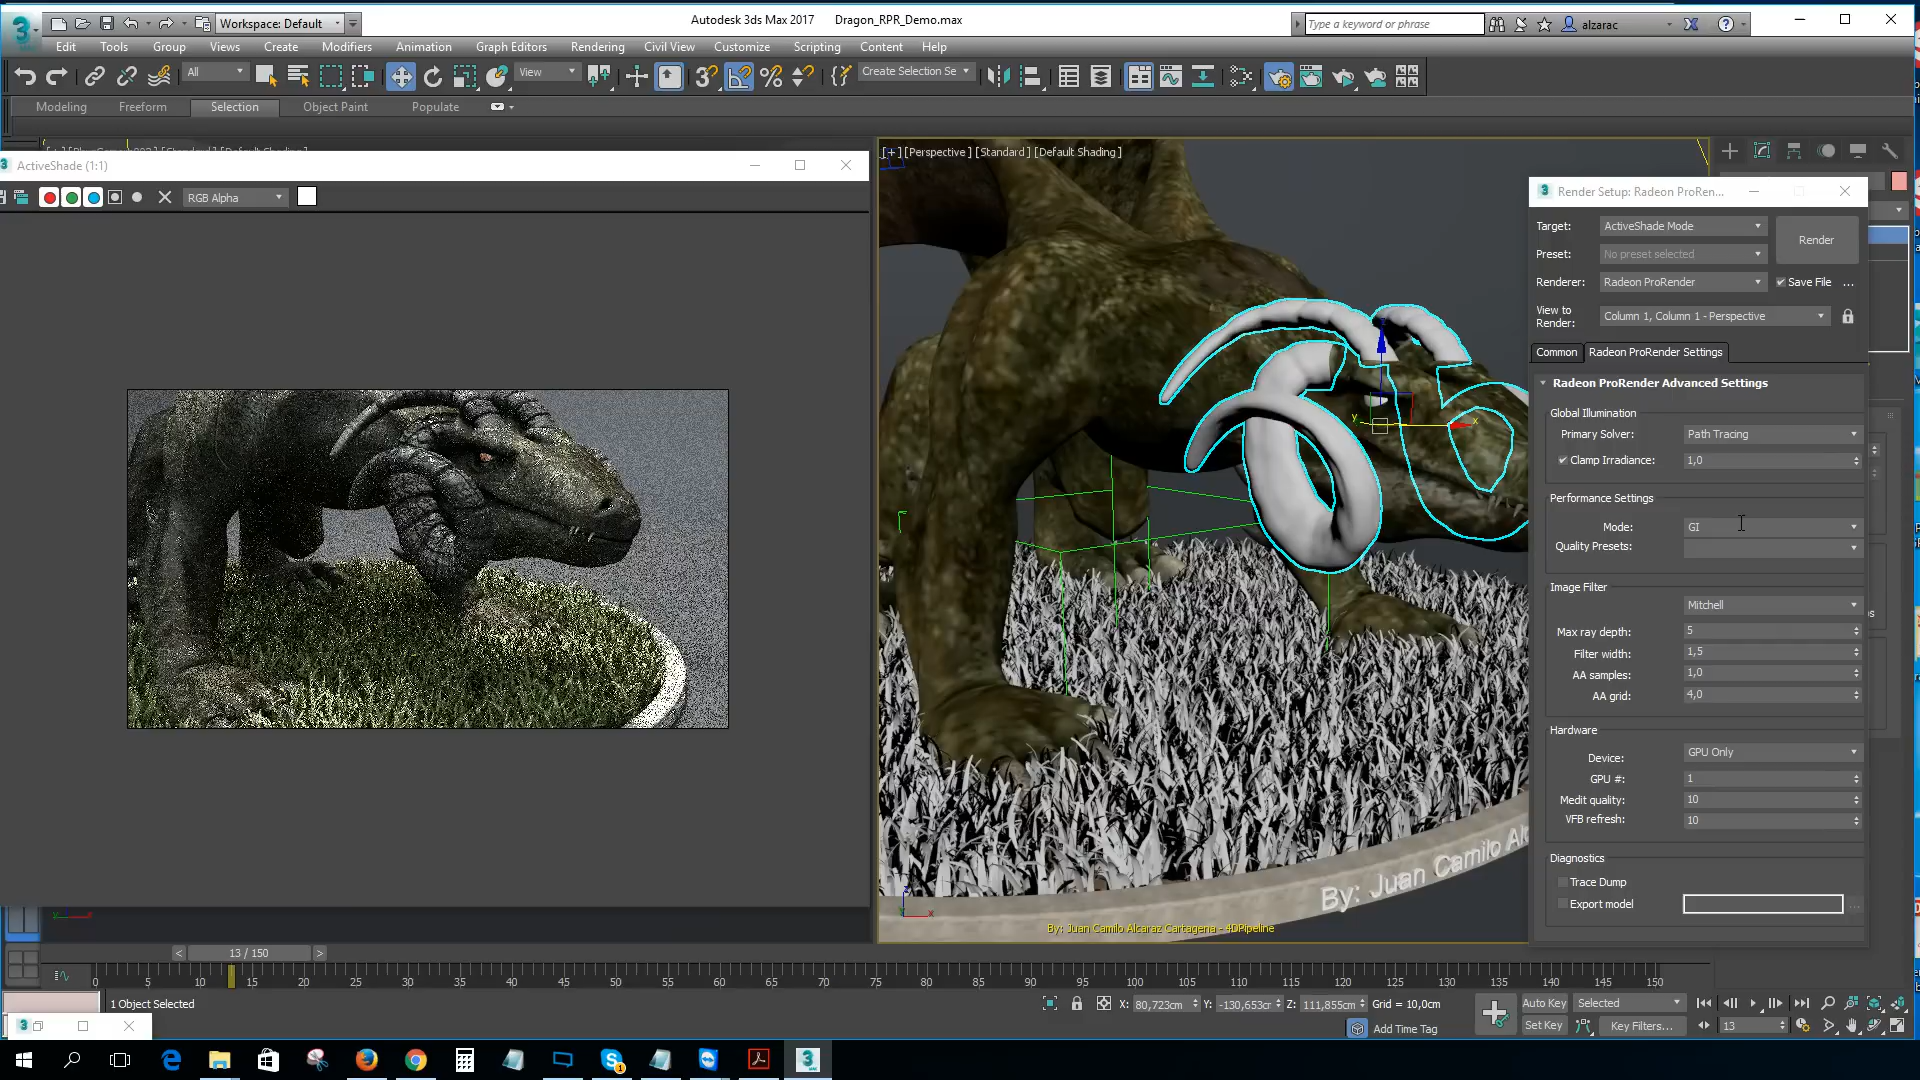 Workspace: Default
Autodesk 3ds Max 2017
Dragon_RPR_Demo.max
Type a keyword or phrase
alzarac
Edit
Tools
Group
Views
Create
Modifiers
Animation
Graph Editors
Rendering
Civil View
Customize
Scripting
Content
Help
All
View
Create Selection Se
Modeling
Freeform
Selection
Object Paint
Populate
ActiveShade (1:1)
RGB Alpha
[+] [Perspective ] [Standard ] [Default Shading ]
Render Setup: Radeon ProRen...
Target:
ActiveShade Mode
Render
Preset:
No preset selected
Renderer:
Radeon ProRender
Save File
...
View to
Render:
Column 1, Column 1 - Perspective
Common
Radeon ProRender Settings
Radeon ProRender Advanced Settings
Global Illumination
Primary Solver:
Path Tracing
Clamp Irradiance:
1,0
Performance Settings
Mode:
GI
Quality Presets:
Image Filter
Mitchell
Max ray depth:
5
Filter width:
1,5
AA samples:
1,0
AA grid:
4,0
Hardware
Device:
GPU Only
GPU #:
1
Medit quality:
10
VFB refresh:
10
Diagnostics
Trace Dump
Export model
By: Juan Camilo Al
By: Juan Camilo Alcaraz Cartagena - 4DPipeline
13 / 150
0 5 10 15 20 25 30 35 40 45 50 55 60 65 70 75 80 85 90 95 100 105 110 115 120 125 130 135 140 145 150
1 Object Selected
X: 80,723cm
Y: -130,653cr
Z: 111,855cm
Grid = 10,0cm
Add Time Tag
Auto Key
Selected
Set Key
Key Filters...
13